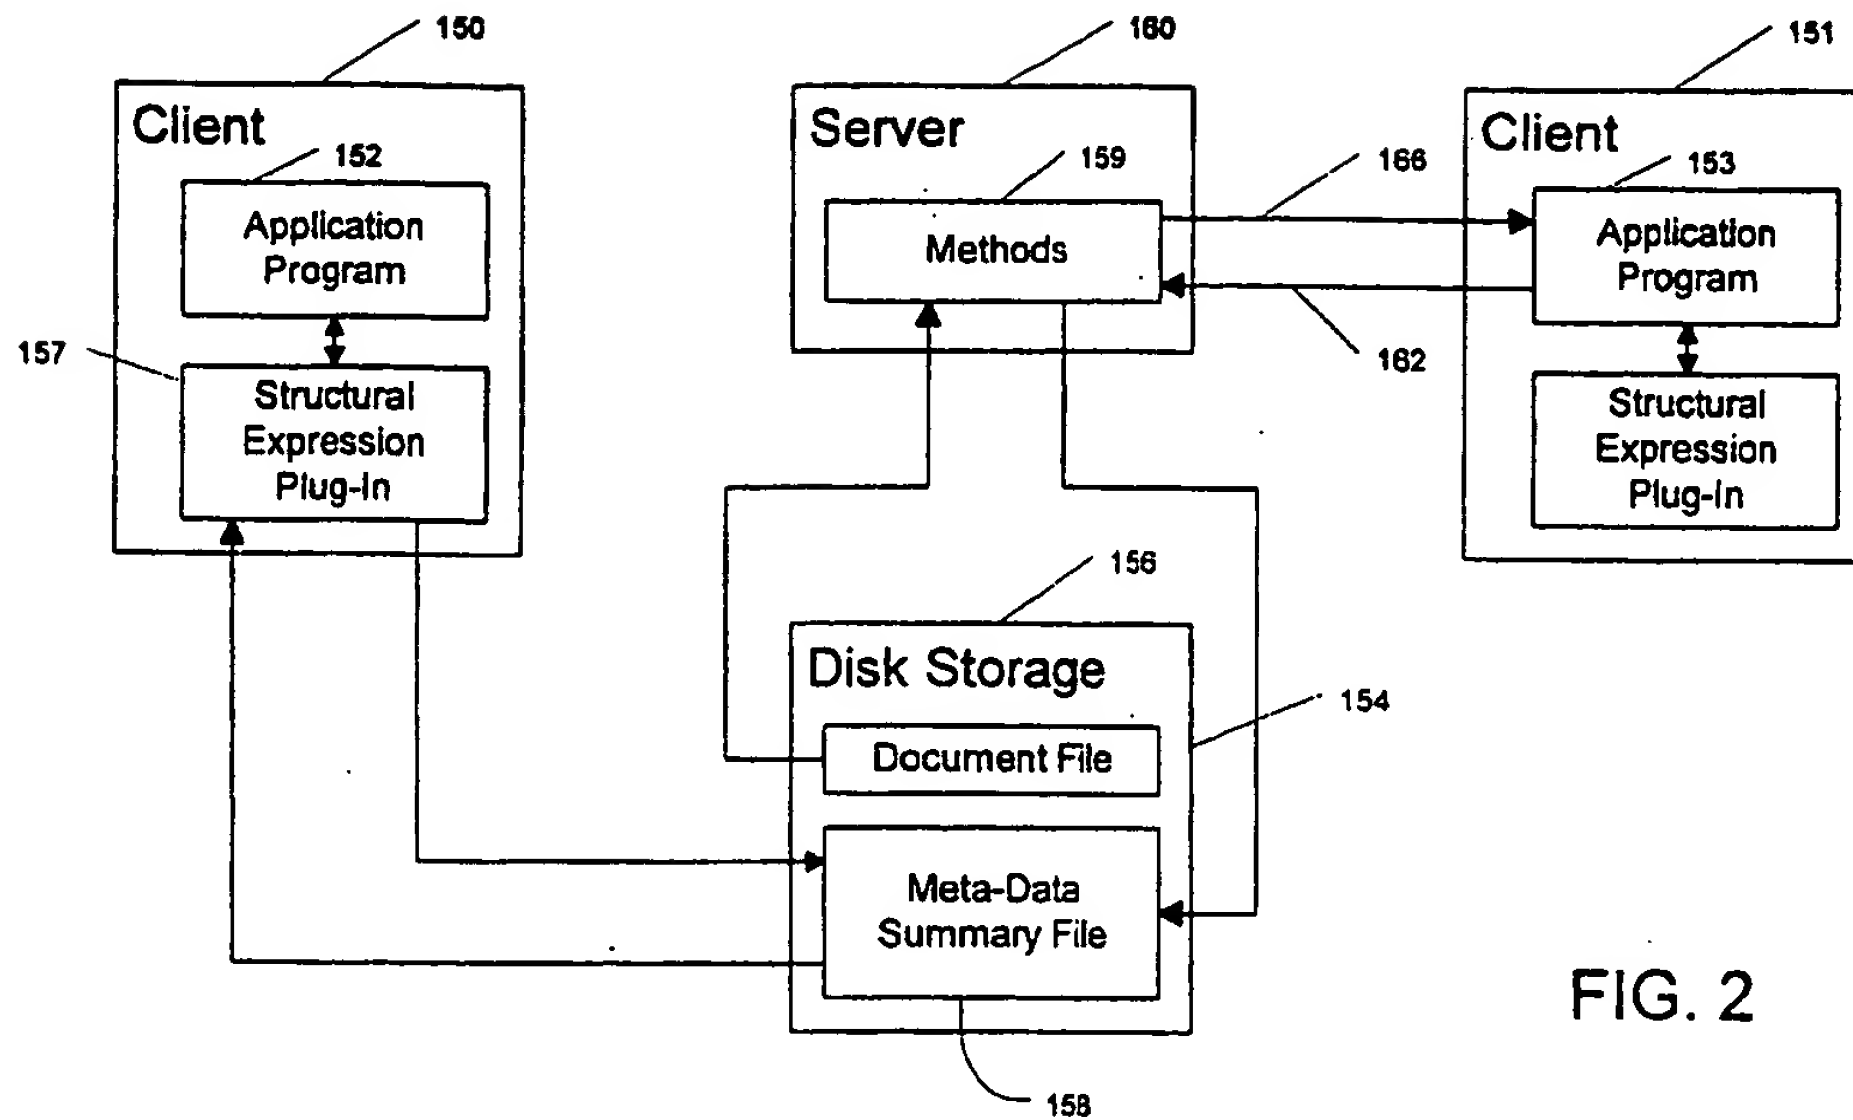 150
160
151
Client
Server
Client
152
159
166
153
Application
Program
Methods
Application
Program
157
162
Structural
Expression
Plug-In
Structural
Expression
Plug-In
156
Disk Storage
154
Document File
Meta-Data
Summary File
158
FIG. 2